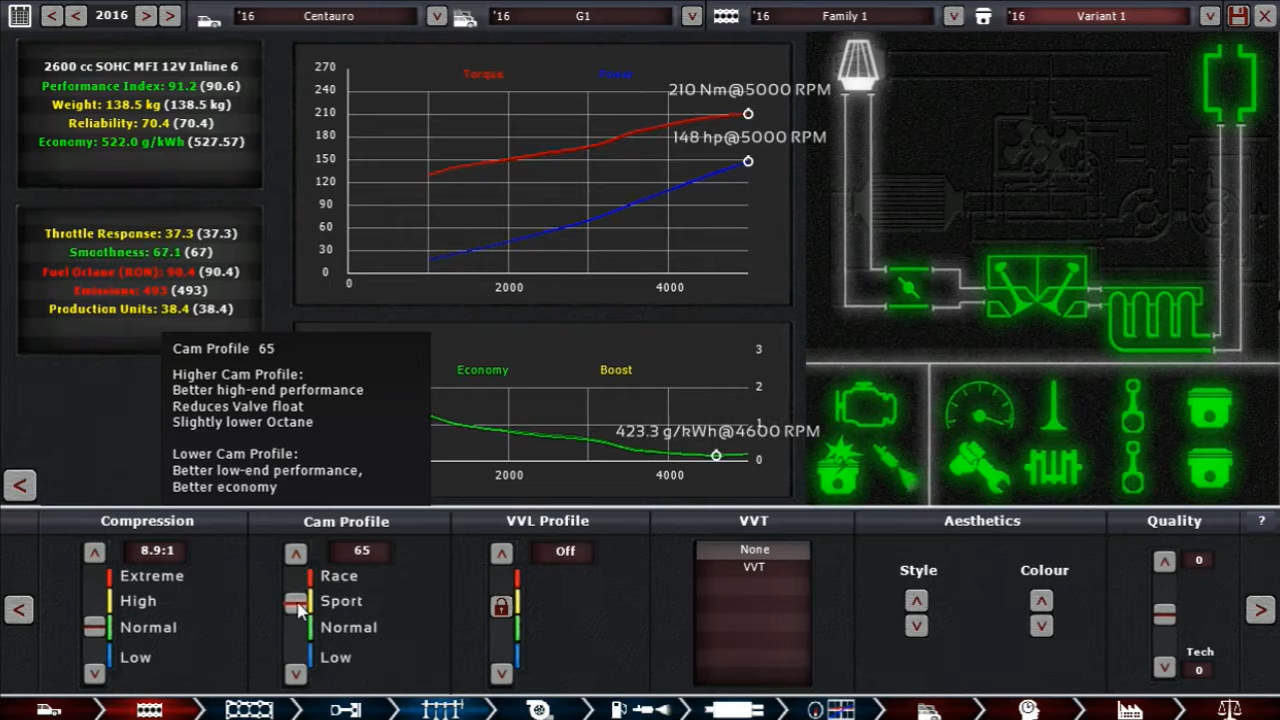 2016
'16 Centauro
'16 G1
'16 Family 1
'16 Variant 1
2600 cc SOHC MFI 12V Inline 6
Performance Index: 91.2 (90.6)
Weight: 138.5 kg (138.5 kg)
Reliability: 70.4 (70.4)
Economy: 522.0 g/kWh (527.57)
Throttle Response: 37.3 (37.3)
Smoothness: 67.1 (67)
Fuel Octane (RON): 90.4 (90.4)
Emissions: 493 (493)
Production Units: 38.4 (38.4)
270
240
210
180
150
120
90
60
30
0
Torque
Power
210 Nm@5000 RPM
148 hp@5000 RPM
0
2000
4000
Cam Profile 65
Higher Cam Profile:
Better high-end performance
Reduces Valve float
Slightly lower Octane
Lower Cam Profile:
Better low-end performance,
Better economy
Economy
Boost
3
2
1
0
423.3 g/kWh@4600 RPM
2000
4000
<
Compression
8.9:1
Extreme
High
Normal
Low
Cam Profile
65
Race
Sport
Normal
Low
VVL Profile
Off
VVT
None
VVT
Aesthetics
Style
Colour
Quality
0
Tech
0
?
<
>